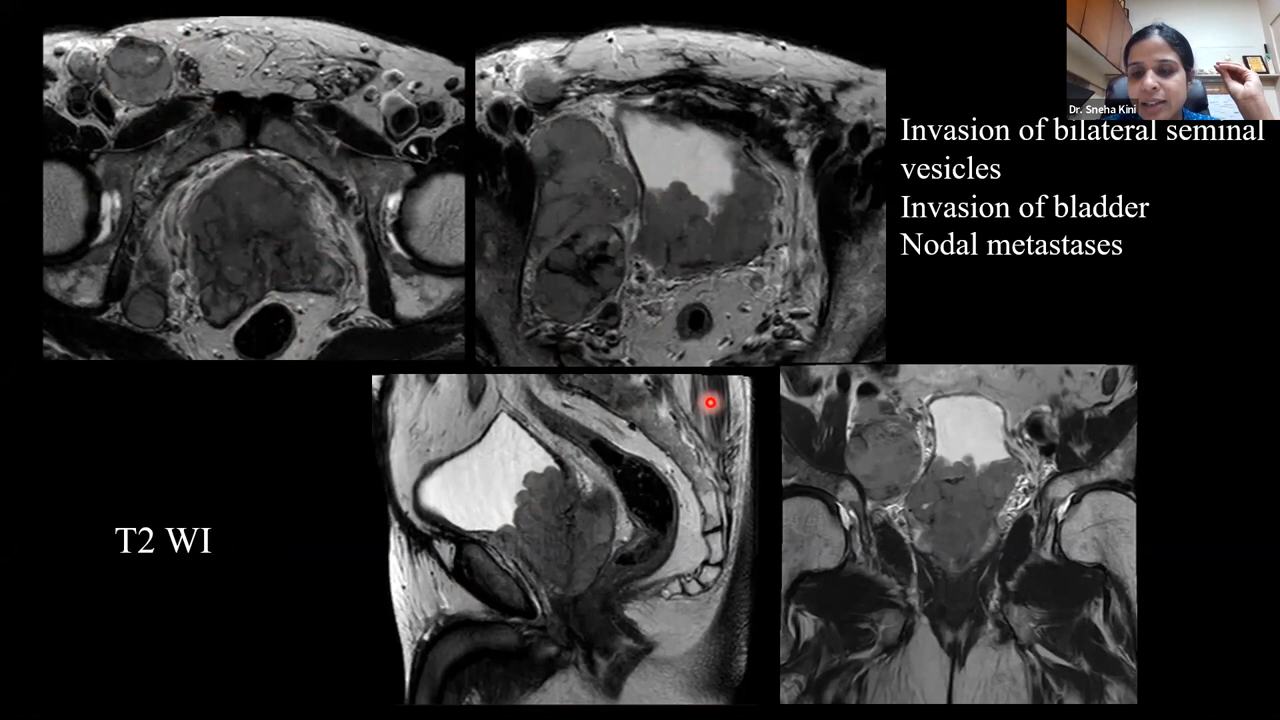 Dr. Sneha Kini
Invasion of bilateral seminal
vesicles
Invasion of bladder
Nodal metastases
T2 WI